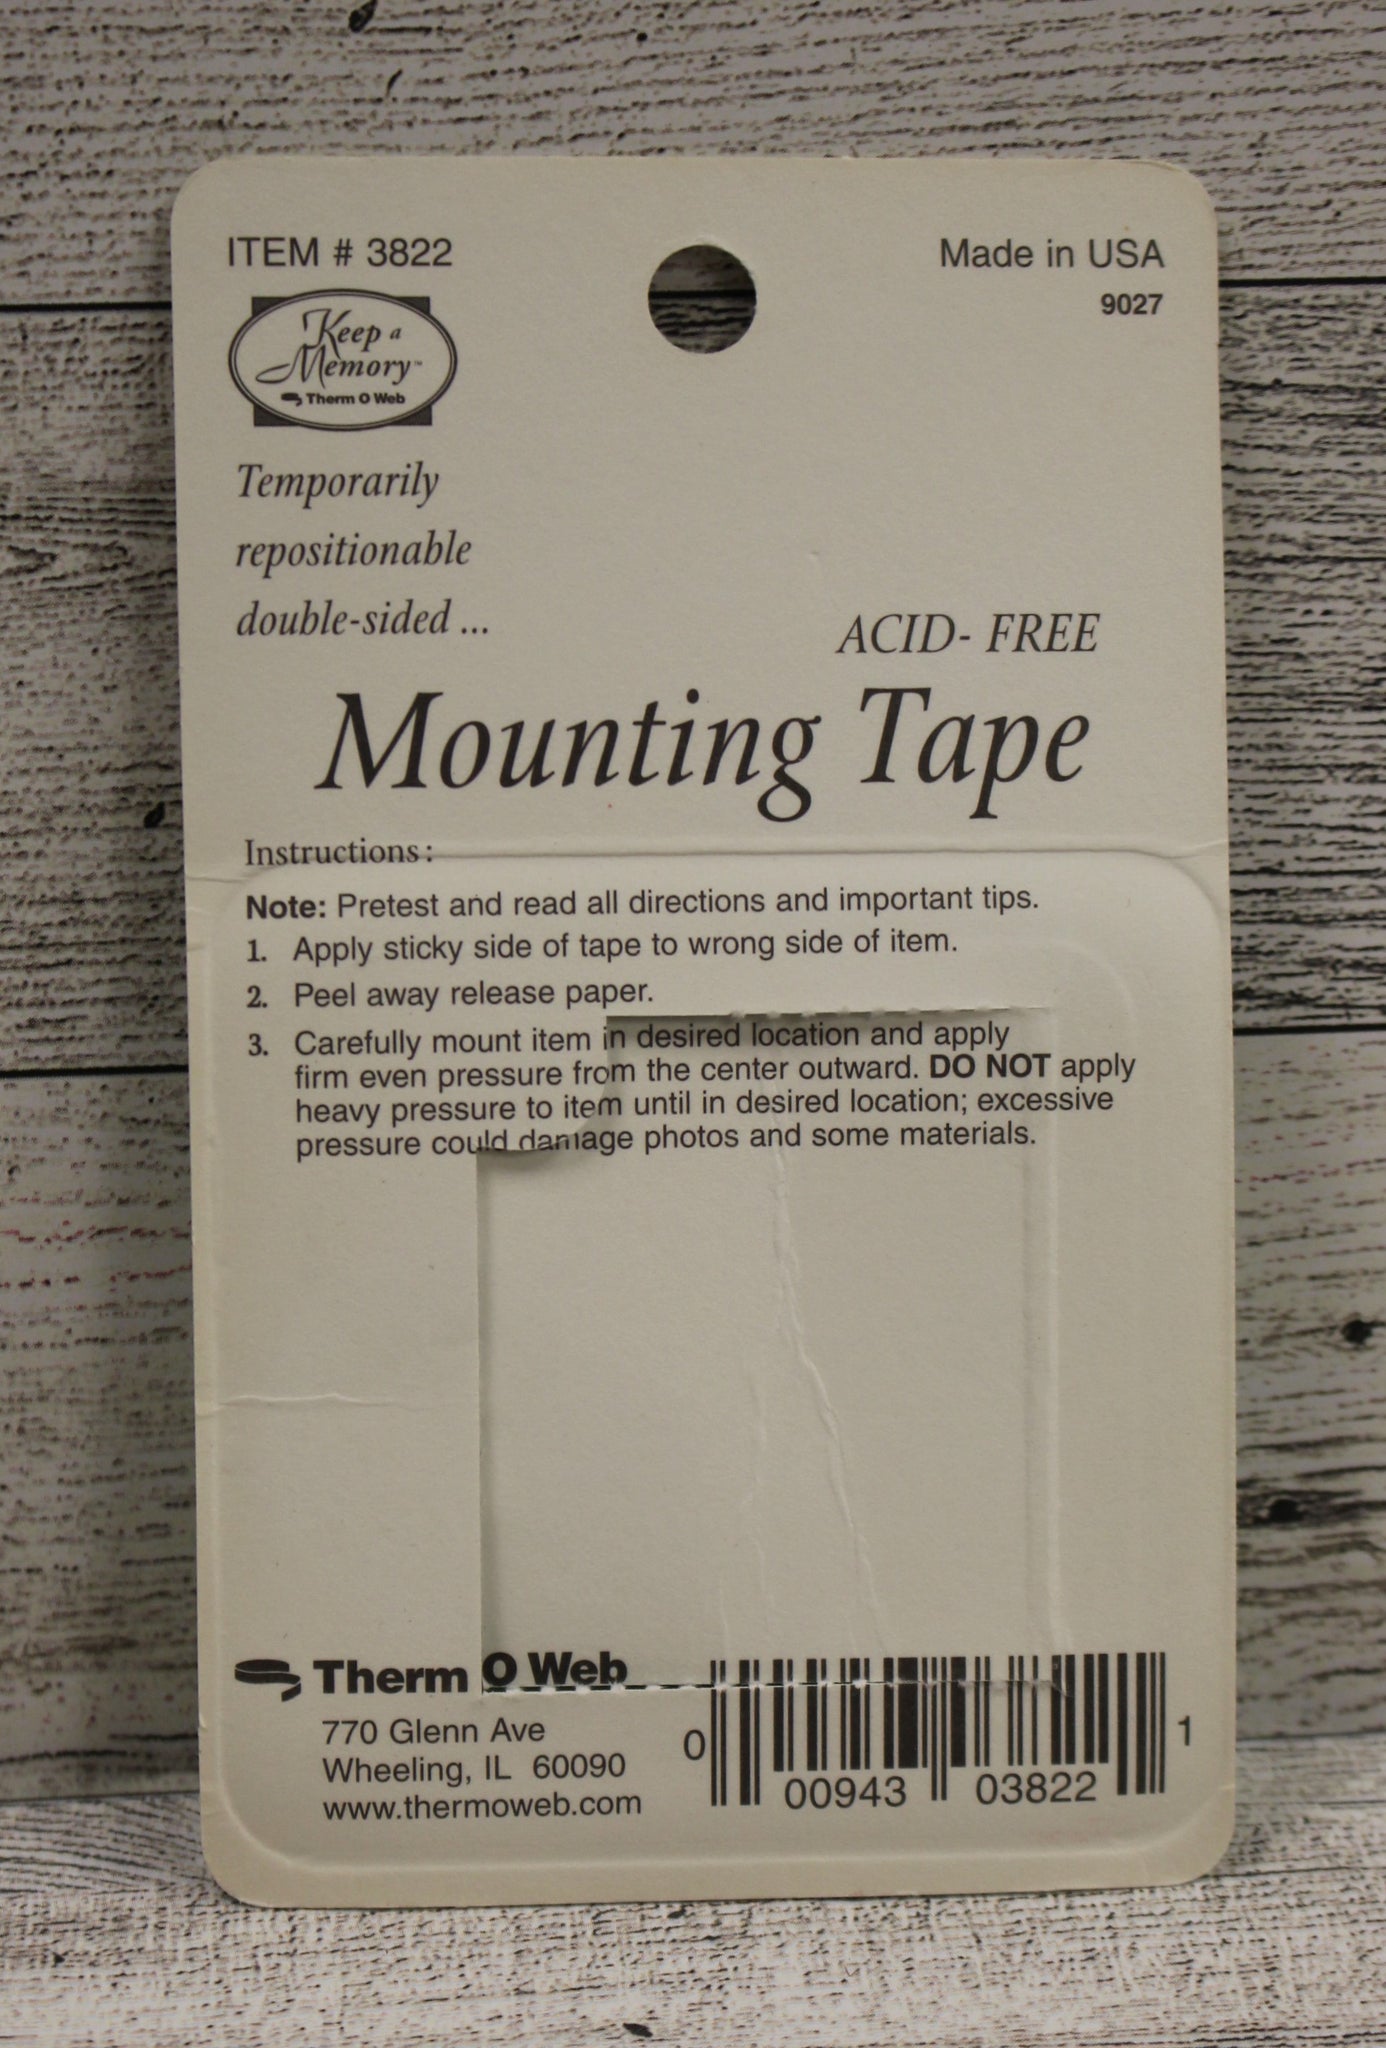 ITEM # 3822
Made in USA
9027
Keep a
Memory™
Therm O Web
Temporarily
repositionable
double-sided ...
ACID- FREE
Mounting Tape
Instructions:
Note: Pretest and read all directions and important tips.
1. Apply sticky side of tape to wrong side of item.
2. Peel away release paper.
3. Carefully mount item in desired location and apply
firm even pressure from the center outward. DO NOT apply
heavy pressure to item until in desired location; excessive
pressure could damage photos and some materials.
Therm O Web
770 Glenn Ave
Wheeling, IL 60090
www.thermoweb.com
0 00943 03822 1